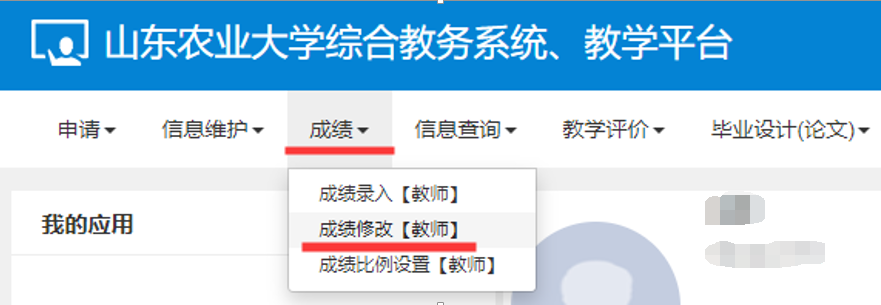 山东农业大学综合教务系统、教学平台
申请 信息维护 成绩 信息查询 教学评价 毕业设计(论文)
成绩录入【教师】
我的应用
成绩修改【教师】
成绩比例设置【教师】